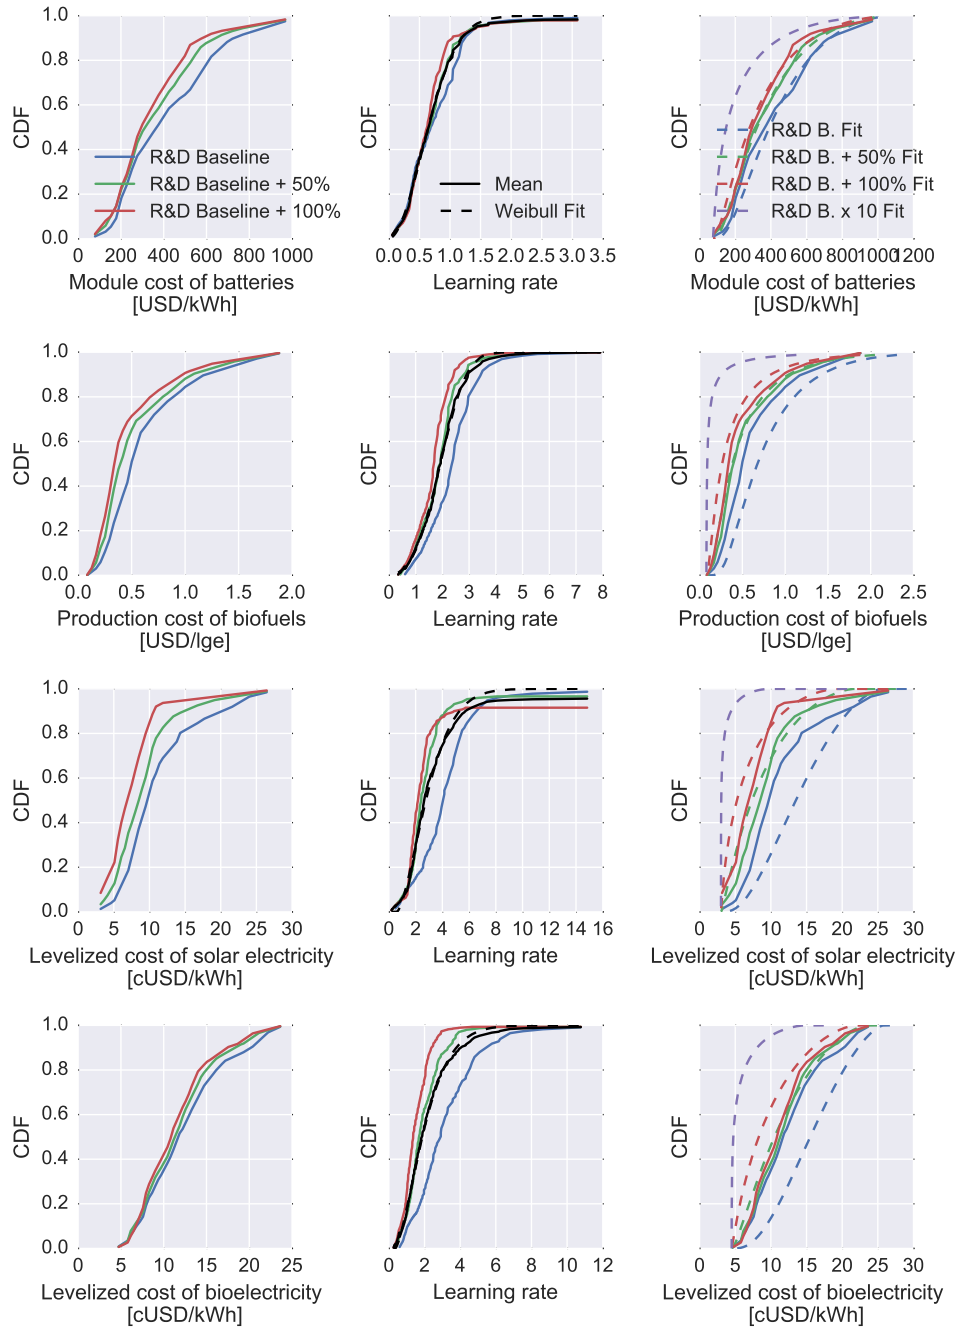 1.0
0.8
0.6
0.4
0.2
0.0
CDF
R&D Baseline
R&D Baseline + 50%
R&D Baseline + 100%
0 200 400 600 800 1000
Module cost of batteries
[USD/kWh]
CDF
Mean
Weibull Fit
0.0 0.5 1.0 1.5 2.0 2.5 3.0 3.5
Learning rate
CDF
R&D B. Fit
R&D B. + 50% Fit
R&D B. + 100% Fit
R&D B. x 10 Fit
0 200 400 600 800 1000 1200
Module cost of batteries
[USD/kWh]
1.0
0.8
0.6
0.4
0.2
0.0
CDF
0.0 0.5 1.0 1.5 2.0
Production cost of biofuels
[USD/lge]
CDF
0 1 2 3 4 5 6 7 8
Learning rate
CDF
0.0 0.5 1.0 1.5 2.0 2.5
Production cost of biofuels
[USD/lge]
1.0
0.8
0.6
0.4
0.2
0.0
CDF
0 5 10 15 20 25 30
Levelized cost of solar electricity
[cUSD/kWh]
CDF
0 2 4 6 8 10 12 14 16
Learning rate
CDF
0 5 10 15 20 25 30
Levelized cost of solar electricity
[cUSD/kWh]
1.0
0.8
0.6
0.4
0.2
0.0
CDF
0 5 10 15 20 25
Levelized cost of bioelectricity
[cUSD/kWh]
CDF
0 2 4 6 8 10 12
Learning rate
CDF
0 5 10 15 20 25 30
Levelized cost of bioelectricity
[cUSD/kWh]